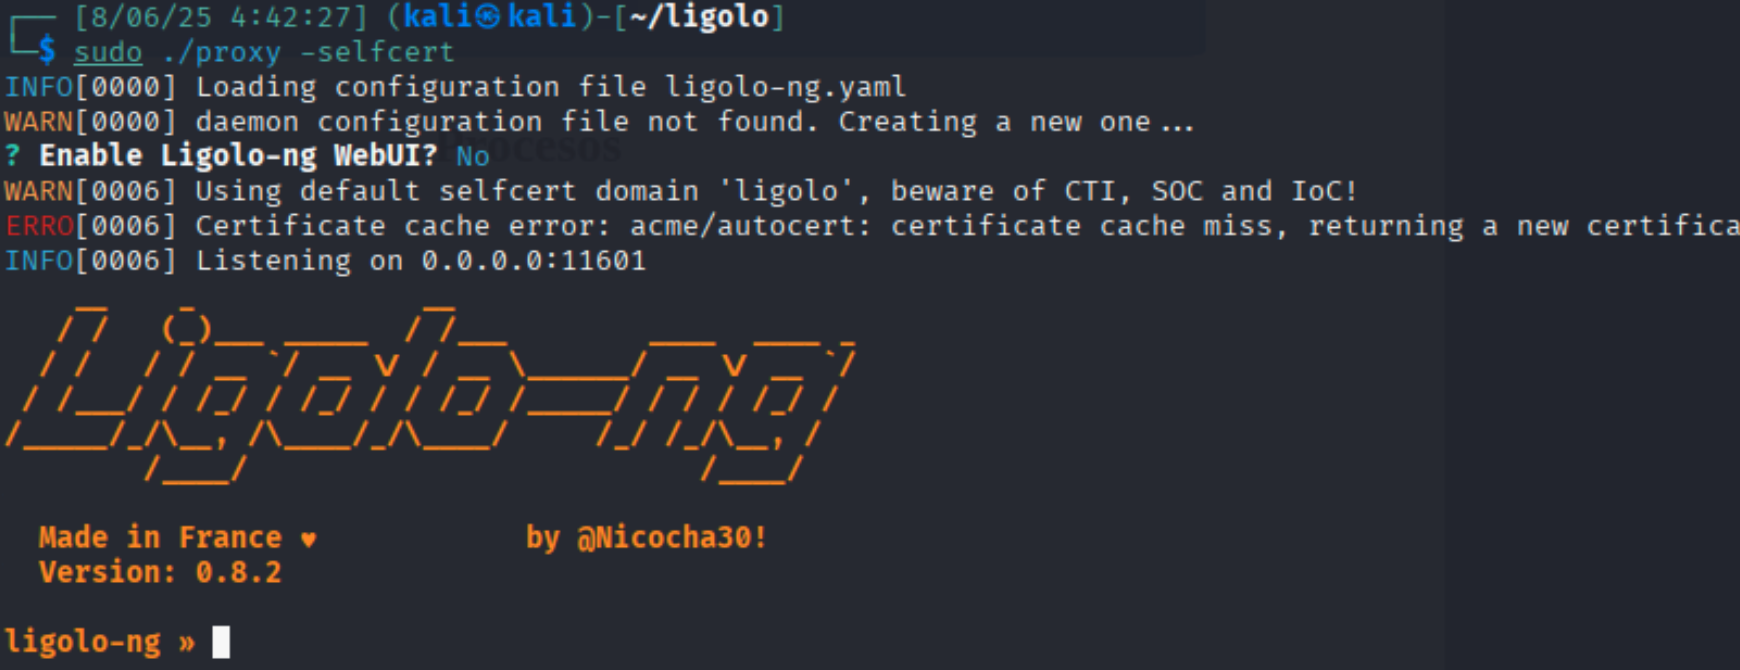 [8/06/25 4:42:27] (kali㉿kali)-[~/ligolo]
$ sudo ./proxy -selfcert
INFO[0000] Loading configuration file ligolo-ng.yaml
WARN[0000] daemon configuration file not found. Creating a new one...
? Enable Ligolo-ng WebUI? No
WARN[0006] Using default selfcert domain 'ligolo', beware of CTI, SOC and IoC!
ERRO[0006] Certificate cache error: acme/autocert: certificate cache miss, returning a new certifica
INFO[0006] Listening on 0.0.0.0:11601
Ligolo-ng
Made in France ♥ by @Nicocha30!
Version: 0.8.2
ligolo-ng »